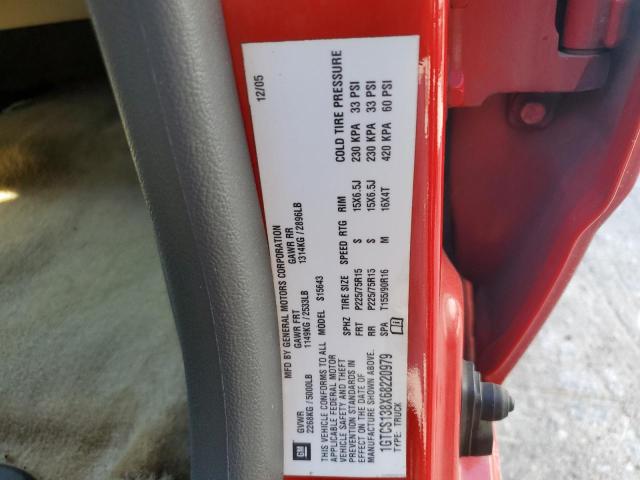 MFD BY GENERAL MOTORS CORPORATION 12/05
GM GVWR GAWR FRT GAWR RR
2268KG/5000LB 1149KG/2533LB 1314KG/2896LB
THIS VEHICLE CONFORMS TO ALL
APPLICABLE FEDERAL MOTOR
VEHICLE SAFETY AND THEFT
PREVENTION STANDARDS IN
EFFECT ON THE DATE OF
MANUFACTURE SHOWN ABOVE.
1GTCS138X68220979
TYPE: TRUCK
MODEL S15643
SPHZ TIRE SIZE SPEED RTG RIM COLD TIRE PRESSURE
FRT P225/75R15 S 15X6.5J 230 KPA 33 PSI
RR P225/75R15 S 15X6.5J 230 KPA 33 PSI
SPA T155/90R16 M 16X4T 420 KPA 60 PSI